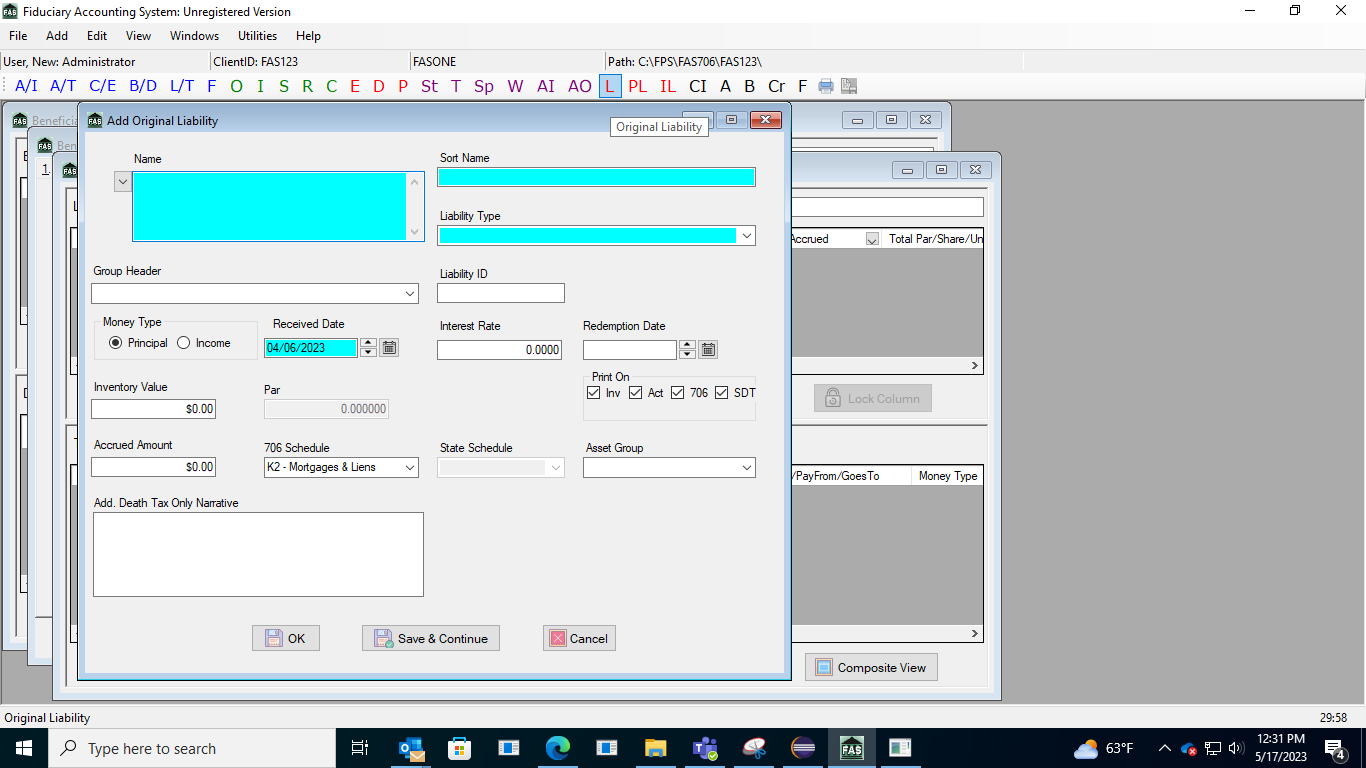 Fiduciary Accounting System: Unregistered Version
File Add Edit View Windows Utilities Help
User, New: Administrator ClientID: FAS123 FASONE Path: C:\FPS\FAS706\FAS123\
A/I A/T C/E B/D L/T F O I S R C E D P St T Sp W AI AO L PL IL CI A B Cr F
Add Original Liability
Original Liability
Name
Sort Name
Liability Type
Accrued Total Par/Share/Un
Group Header
Liability ID
Money Type
Principal Income
Received Date
04/06/2023
Interest Rate
0.0000
Redemption Date
Inventory Value
$0.00
Par
0.000000
Print On
Inv Act 706 SDT
Lock Column
Accrued Amount
$0.00
706 Schedule
K2 - Mortgages & Liens
State Schedule
Asset Group
/PayFrom/GoesTo Money Type
Add. Death Tax Only Narrative
OK Save & Continue Cancel
Composite View
Original Liability 29:58
Type here to search
FAS
63°F
12:31 PM
5/17/2023
4